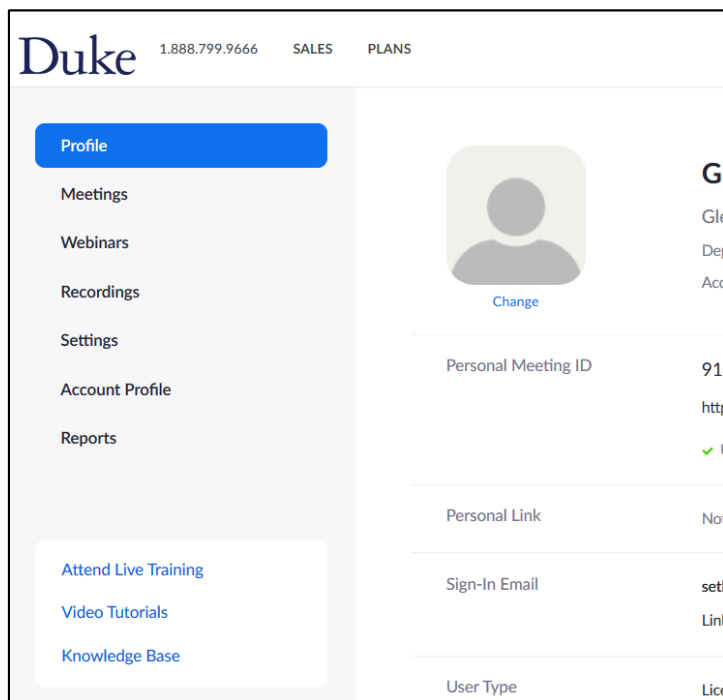 Duke 1.888.799.9666 SALES PLANS
Profile
Meetings
Webinars
Recordings
Settings
Account Profile
Reports
Attend Live Training
Video Tutorials
Knowledge Base
Change
Personal Meeting ID
91
Personal Link
Sign-In Email
User Type